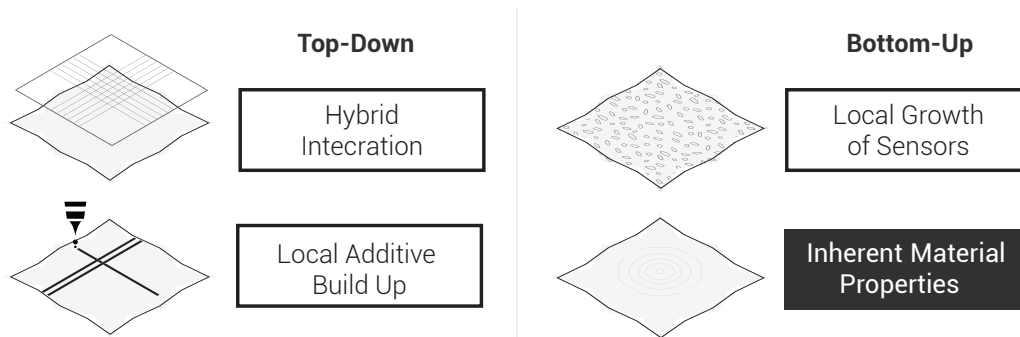 Top-Down
Hybrid
Intecration
Local Additive
Build Up
Bottom-Up
Local Growth
of Sensors
Inherent Material
Properties